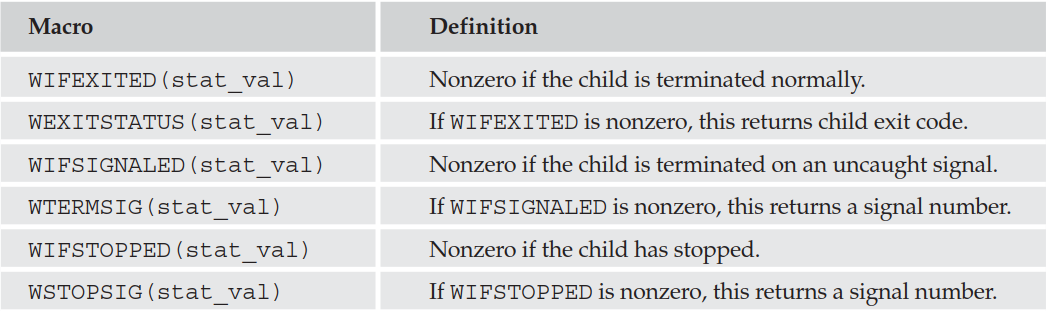 Macro Definition
WIFEXITED(stat_val) Nonzero if the child is terminated normally.
WEXITSTATUS(stat_val) If WIFEXITED is nonzero, this returns child exit code.
WIFSIGNALED(stat_val) Nonzero if the child is terminated on an uncaught signal.
WTERMSIG(stat_val) If WIFSIGNALED is nonzero, this returns a signal number.
WIFSTOPPED(stat_val) Nonzero if the child has stopped.
WSTOPSIG(stat_val) If WIFSTOPPED is nonzero, this returns a signal number.